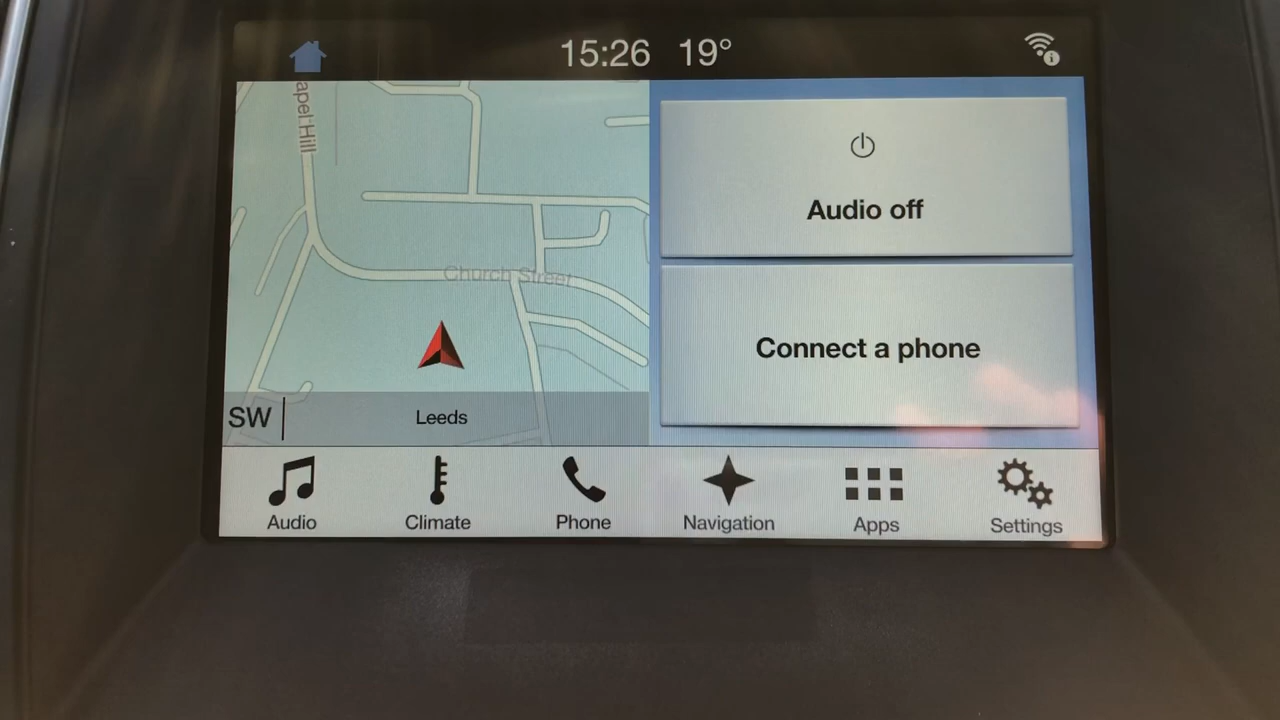 15:26 19°
apel Hill
Church Street
SW
Leeds
Audio off
Connect a phone
Audio
Climate
Phone
Navigation
Apps
Settings